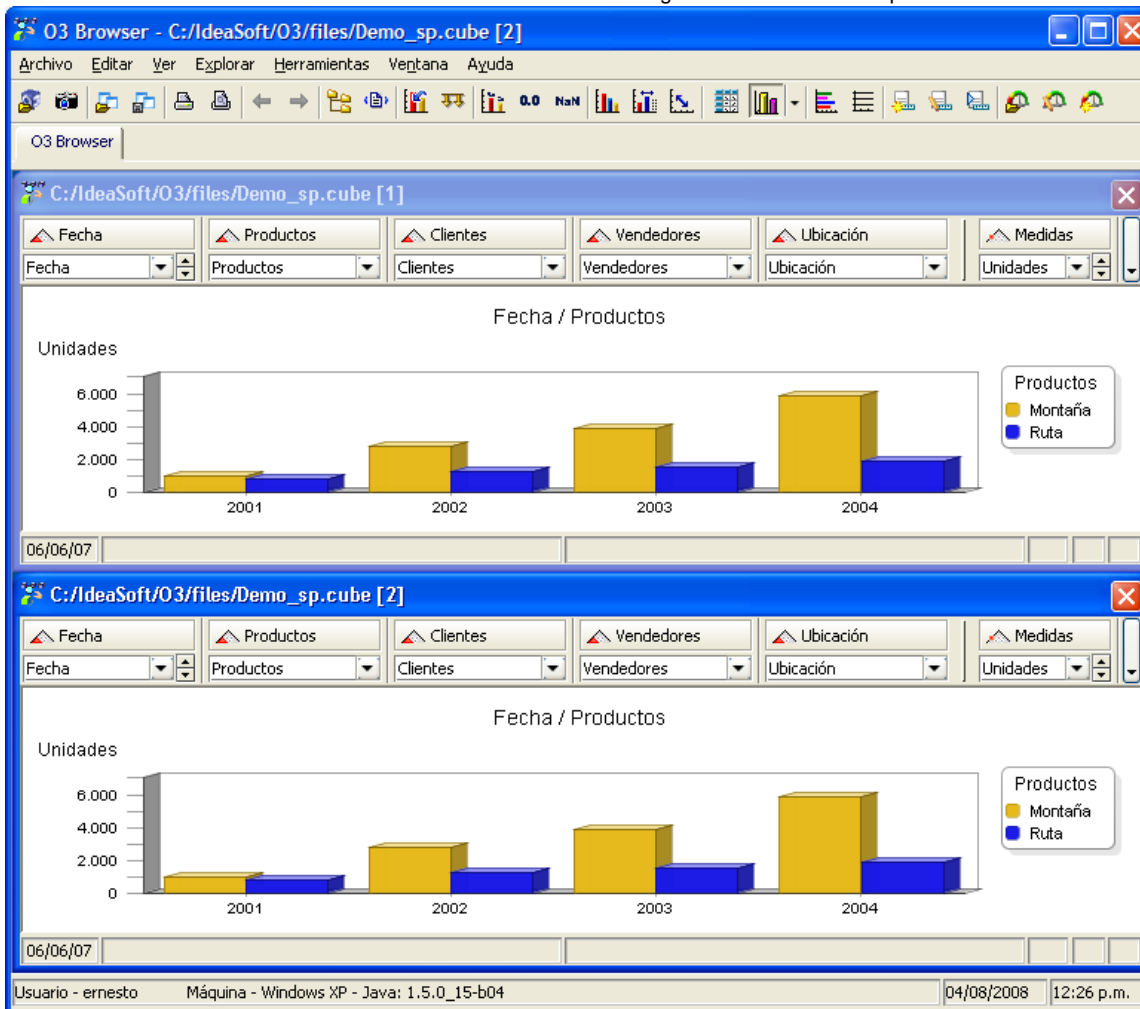 O3 Browser - C:/IdeaSoft/O3/files/Demo_sp.cube [2]
Archivo Editar Ver Explorar Herramientas Ventana Ayuda
0.0 NaN
O3 Browser
C:/IdeaSoft/O3/files/Demo_sp.cube [1]
Fecha Productos Clientes Vendedores Ubicación Medidas
Fecha Productos Clientes Vendedores Ubicación Unidades
Fecha / Productos
Unidades
6.000
4.000
2.000
0
2001 2002 2003 2004
Productos
Montaña
Ruta
06/06/07
C:/IdeaSoft/O3/files/Demo_sp.cube [2]
Fecha Productos Clientes Vendedores Ubicación Medidas
Fecha Productos Clientes Vendedores Ubicación Unidades
Fecha / Productos
Unidades
6.000
4.000
2.000
0
2001 2002 2003 2004
Productos
Montaña
Ruta
06/06/07
Usuario - ernesto Máquina - Windows XP - Java: 1.5.0_15-b04 04/08/2008 12:26 p.m.